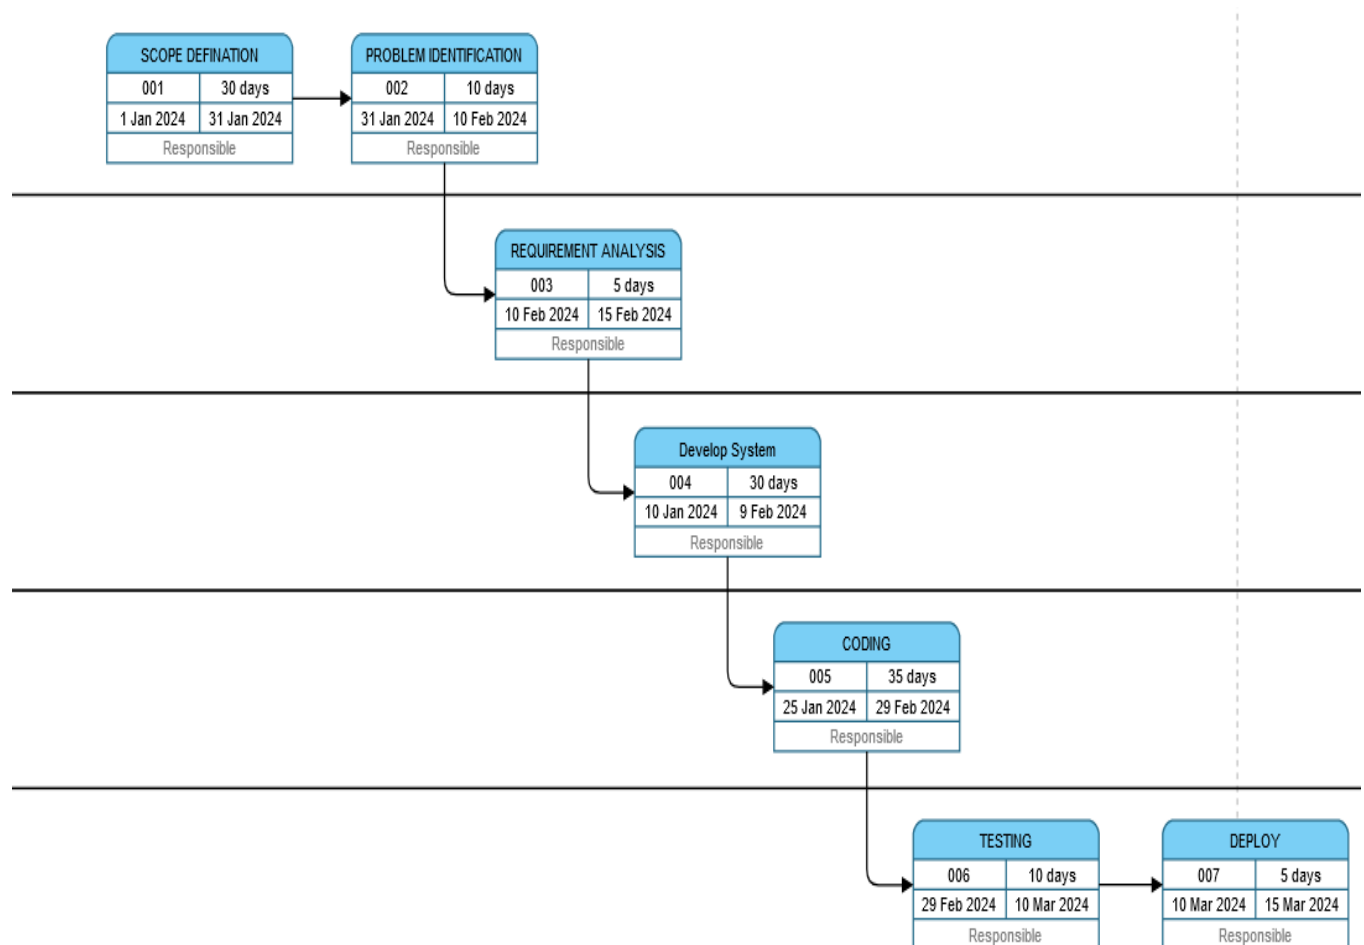 SCOPE DEFINATION
001 30 days
1 Jan 2024 31 Jan 2024
Responsible
PROBLEM IDENTIFICATION
002 10 days
31 Jan 2024 10 Feb 2024
Responsible
REQUIREMENT ANALYSIS
003 5 days
10 Feb 2024 15 Feb 2024
Responsible
Develop System
004 30 days
10 Jan 2024 9 Feb 2024
Responsible
CODING
005 35 days
25 Jan 2024 29 Feb 2024
Responsible
TESTING
006 10 days
29 Feb 2024 10 Mar 2024
Responsible
DEPLOY
007 5 days
10 Mar 2024 15 Mar 2024
Responsible